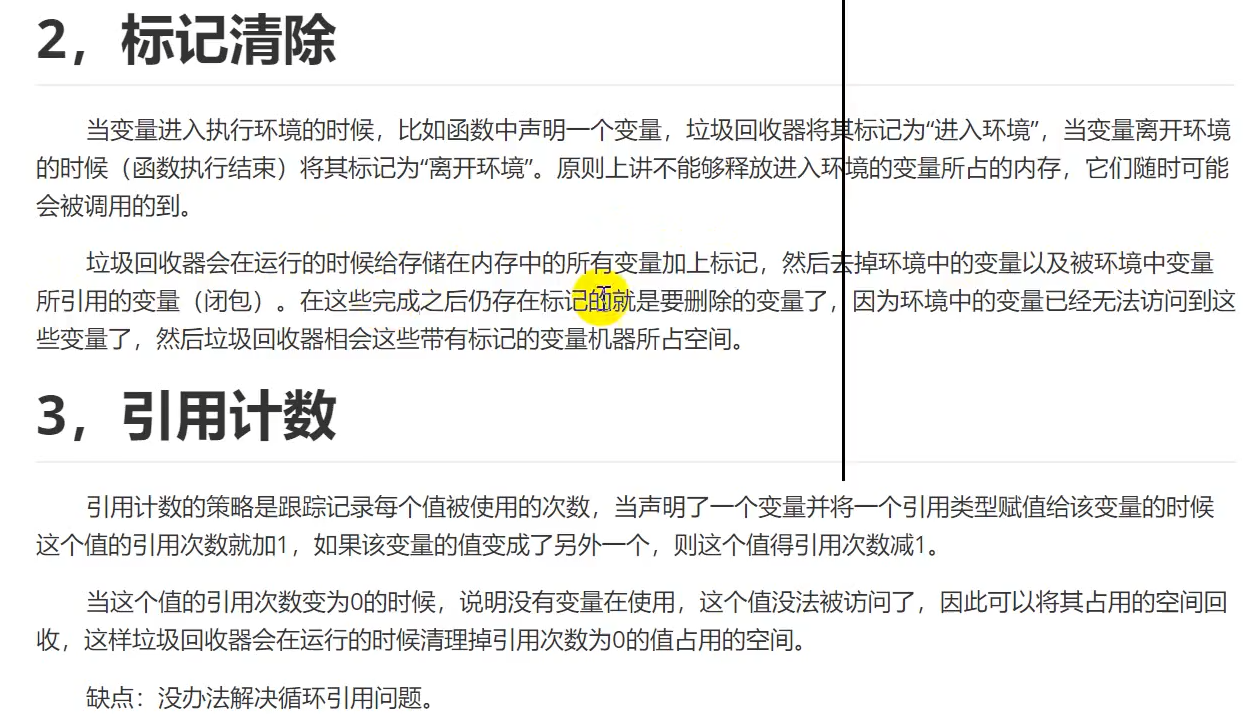 2，标记清除
当变量进入执行环境的时候，比如函数中声明一个变量，垃圾回收器将其标记为“进入环境”，当变量离开环境
的时候（函数执行结束）将其标记为“离开环境”。原则上讲不能够释放进入环境的变量所占的内存，它们随时可能
会被调用的到。
垃圾回收器会在运行的时候给存储在内存中的所有变量加上标记，然后去掉环境中的变量以及被环境中变量
所引用的变量（闭包）。在这些完成之后仍存在标记的就是要删除的变量了，因为环境中的变量已经无法访问到这
些变量了，然后垃圾回收器相会这些带有标记的变量机器所占空间。
3，引用计数
引用计数的策略是跟踪记录每个值被使用的次数，当声明了一个变量并将一个引用类型赋值给该变量的时候
这个值的引用次数就加1，如果该变量的值变成了另外一个，则这个值得引用次数减1。
当这个值的引用次数变为0的时候，说明没有变量在使用，这个值没法被访问了，因此可以将其占用的空间回
收，这样垃圾回收器会在运行的时候清理掉引用次数为0的值占用的空间。
缺点：没办法解决循环引用问题。